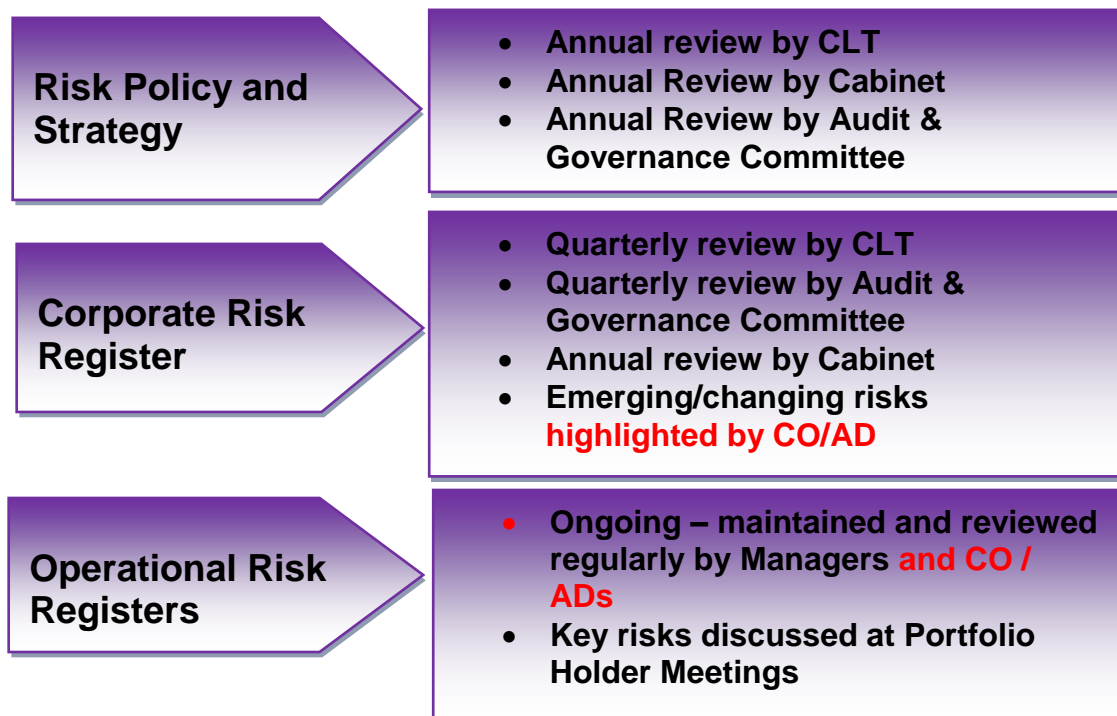 Risk Policy and
Strategy
• Annual review by CLT
• Annual Review by Cabinet
• Annual Review by Audit &
Governance Committee
Corporate Risk
Register
• Quarterly review by CLT
• Quarterly review by Audit &
Governance Committee
• Annual review by Cabinet
• Emerging/changing risks
highlighted by CO/AD
Operational Risk
Registers
• Ongoing – maintained and reviewed
regularly by Managers and CO /
ADs
• Key risks discussed at Portfolio
Holder Meetings